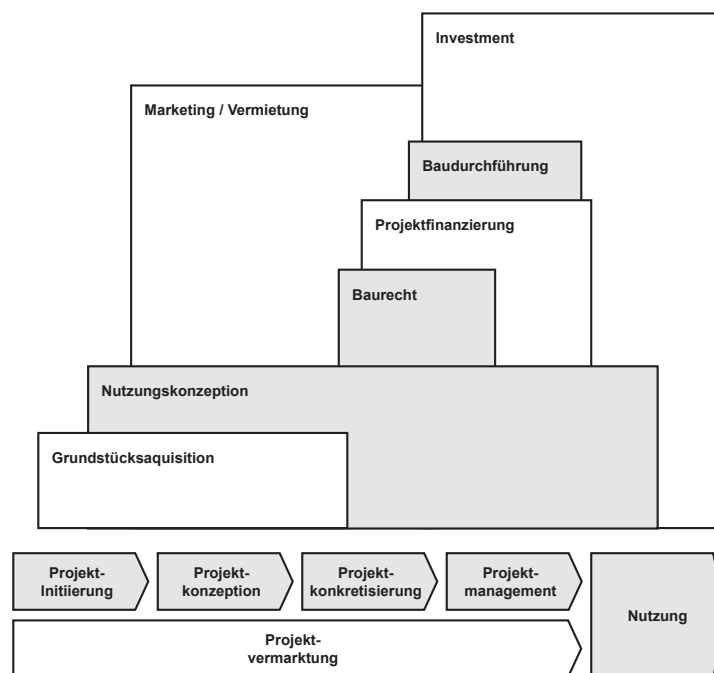 Investment
Marketing / Vermietung
Baudurchführung
Projektfinanzierung
Baurecht
Nutzungskonzeption
Grundstücksaquisition
Projekt-
Initiierung
Projekt-
konzeption
Projekt-
konkretisierung
Projekt-
management
Nutzung
Projekt-
vermarktung